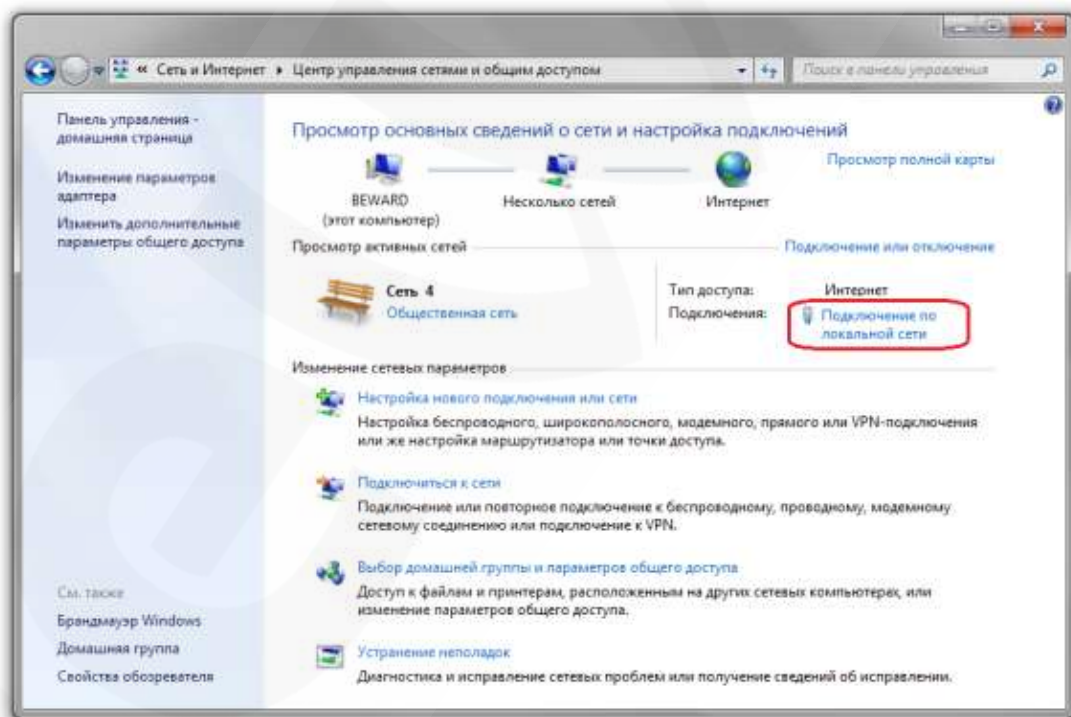 « Сеть и Интернет ▸ Центр управления сетями и общим доступом
Поиск в панели управления
Панель управления -
домашняя страница
Изменение параметров
адаптера
Изменить дополнительные
параметры общего доступа
Просмотр основных сведений о сети и настройка подключений
Просмотр полной карты
BEWARD
(этот компьютер)
Несколько сетей
Интернет
Просмотр активных сетей
Подключение или отключение
Сеть 4
Общественная сеть
Тип доступа: Интернет
Подключения: Подключение по
локальной сети
Изменение сетевых параметров
Настройка нового подключения или сети
Настройка беспроводного, широкополосного, модемного, прямого или VPN-подключения
или же настройка маршрутизатора или точки доступа.
Подключиться к сети
Подключение или повторное подключение к беспроводному, проводному, модемному
сетевому соединению или подключение к VPN.
Выбор домашней группы и параметров общего доступа
Доступ к файлам и принтерам, расположенным на других сетевых компьютерах, или
изменение параметров общего доступа.
Устранение неполадок
Диагностика и исправление сетевых проблем или получение сведений об исправлении.
См. также
Брандмауэр Windows
Домашняя группа
Свойства обозревателя